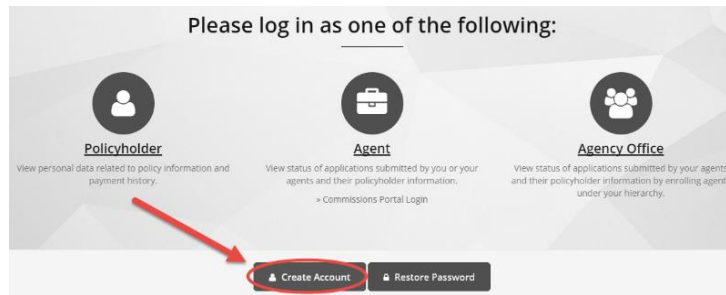 Please log in as one of the following:
Policyholder
View personal data related to policy information and
payment history.
Agent
View status of applications submitted by you or your
agents and their policyholder information.
» Commissions Portal Login
Agency Office
View status of applications submitted by your agents
and their policyholder information by enrolling agent
under your hierarchy.
Create Account
Restore Password